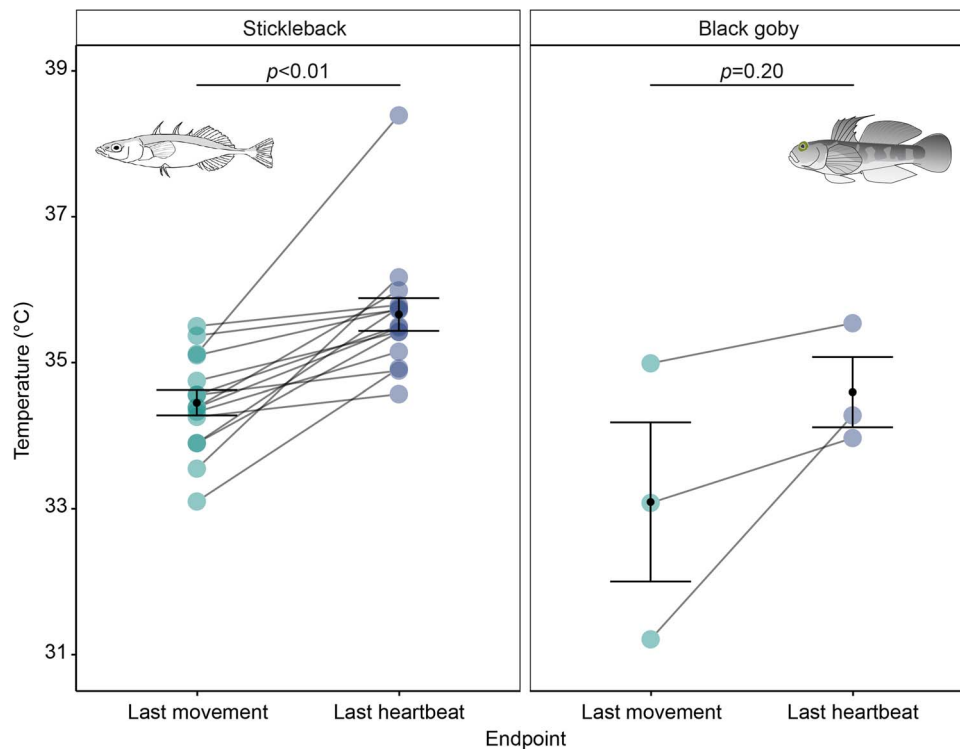 Stickleback
Black goby
p<0.01
p=0.20
39
37
35
33
31
Temperature (°C)
Last movement
Last heartbeat
Last movement
Last heartbeat
Endpoint